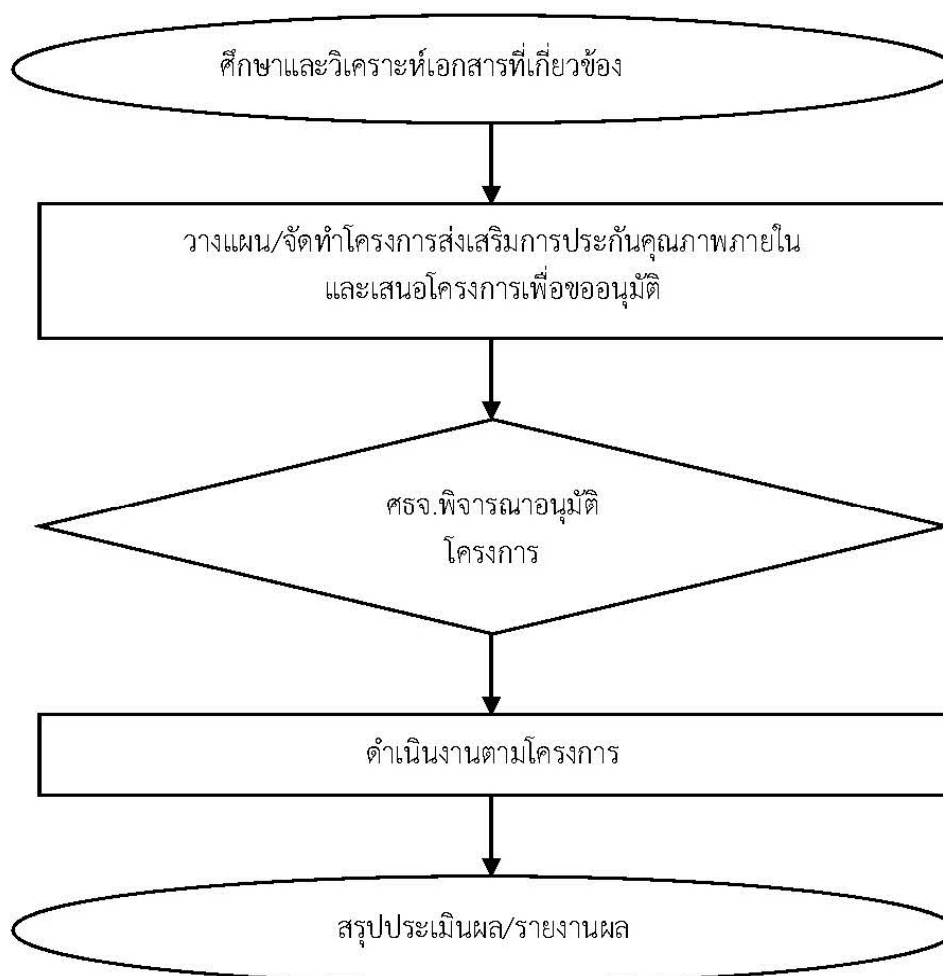 ศึกษาและวิเคราะห์เอกสารที่เกี่ยวข้อง
วางแผน/จัดทำโครงการส่งเสริมการประกันคุณภาพภายใน
และเสนอโครงการเพื่อขออนุมัติ
ศธจ.พิจารณาอนุมัติ
โครงการ
ดำเนินงานตามโครงการ
สรุปประเมินผล/รายงานผล